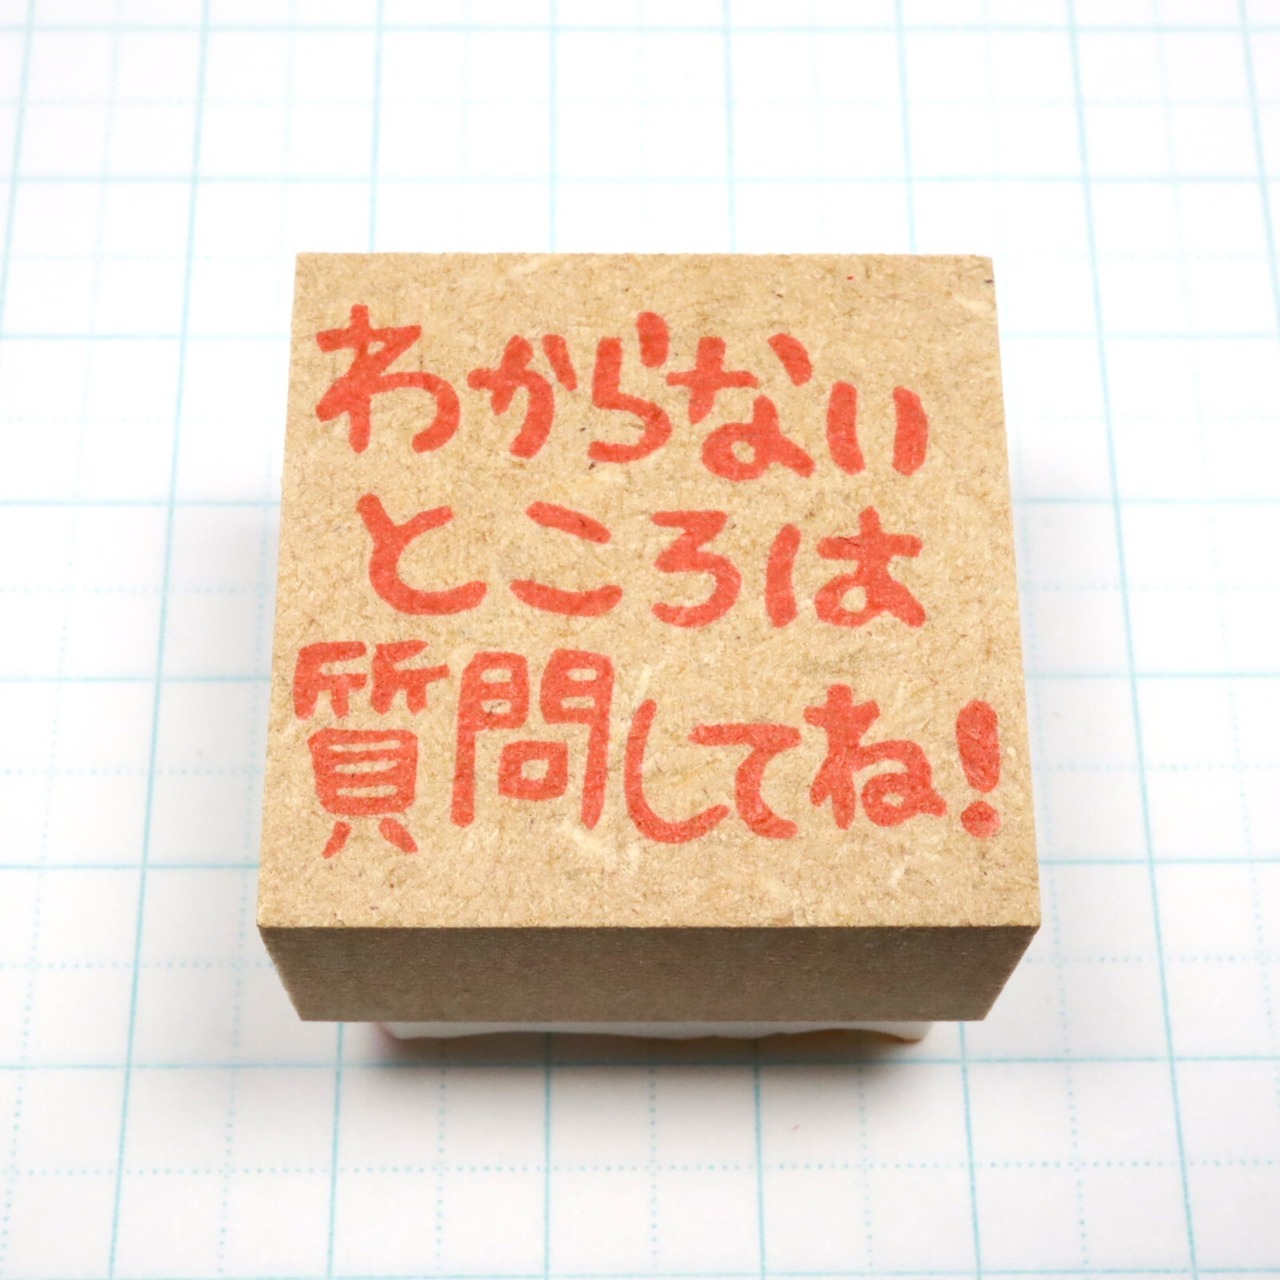 わからない
ところは
質問してね!